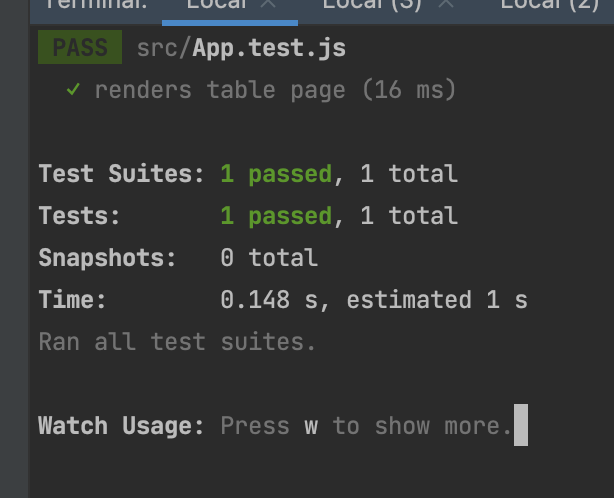 Terminal: Local × Local (3) × Local (2)
PASS src/App.test.js
✓ renders table page (16 ms)
Test Suites: 1 passed, 1 total
Tests: 1 passed, 1 total
Snapshots: 0 total
Time: 0.148 s, estimated 1 s
Ran all test suites.
Watch Usage: Press w to show more.